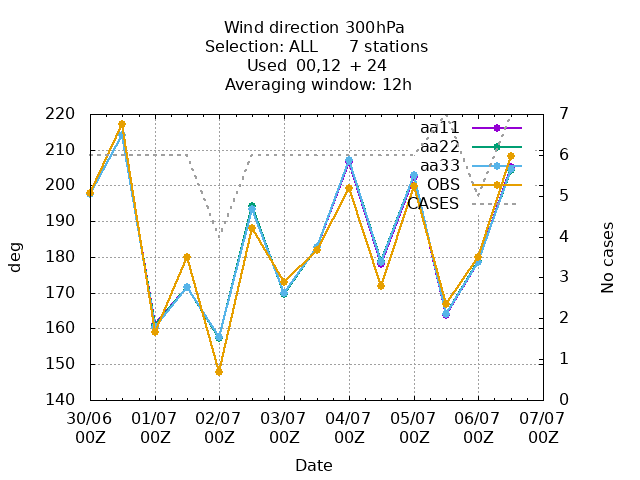 Wind direction 300hPa
Selection: ALL      7 stations
Used  00,12  + 24
Averaging window: 12h
220
210
200
190
180
170
160
150
140
deg
7
6
5
4
3
2
1
0
No cases
aa11
aa22
aa33
OBS
CASES
30/06 01/07 02/07 03/07 04/07 05/07 06/07 07/07
00Z 00Z 00Z 00Z 00Z 00Z 00Z 00Z
Date